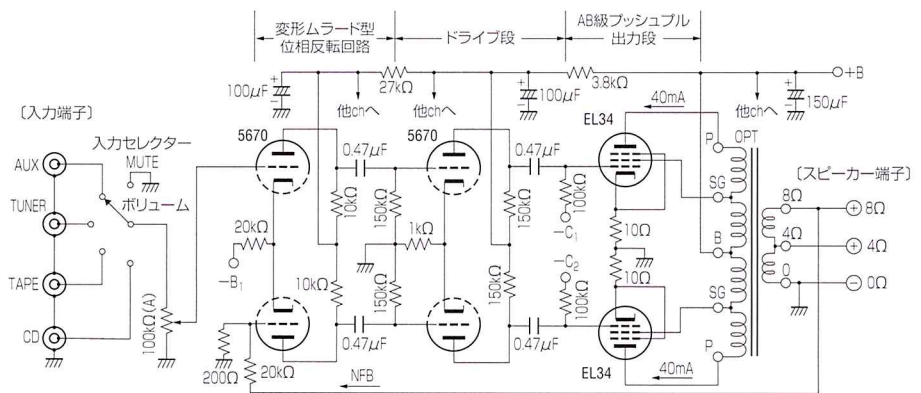 変形ムラード型
位相反転回路
ドライブ段
AB級プッシュプル
出力段
+
100μF
−
27kΩ
他chへ
他chへ
+
100μF
−
3.8kΩ
他chへ
+
150μF
−
+B
〔入力端子〕
AUX
TUNER
TAPE
CD
入力セレクター
MUTE
ボリューム
100kΩ(A)
5670
0.47μF
10kΩ
150kΩ
20kΩ
−B1
10kΩ
150kΩ
0.47μF
200Ω
20kΩ
NFB
5670
0.47μF
150kΩ
1kΩ
150kΩ
0.47μF
100kΩ
−C1
−C2
100kΩ
EL34
40mA
10Ω
10Ω
EL34
40mA
P
OPT
SG
B
SG
P
〔スピーカー端子〕
8Ω
+ 8Ω
4Ω
+ 4Ω
0
− 0Ω